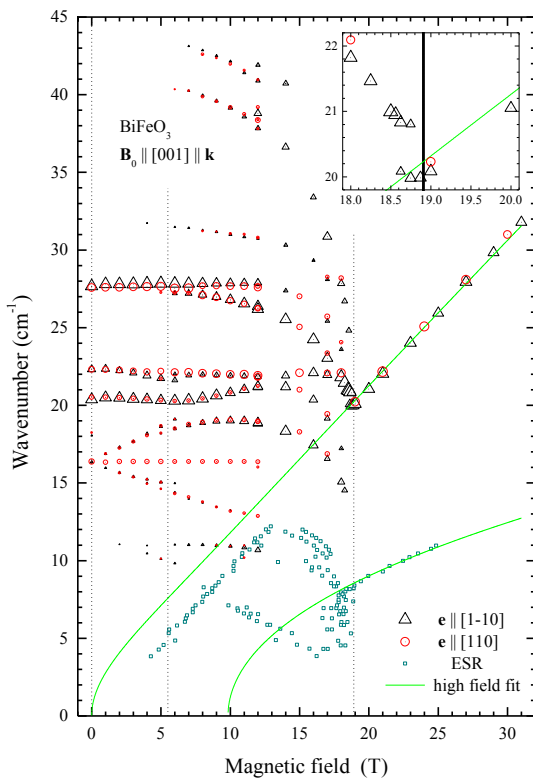 45
40
35
30
25
20
15
10
5
0
Wavenumber (cm⁻¹)
BiFeO₃
B₀ || [001] || k
22
21
20
18.0 18.5 19.0 19.5 20.0
e || [1-10]
e || [110]
ESR
high field fit
0 5 10 15 20 25 30
Magnetic field (T)